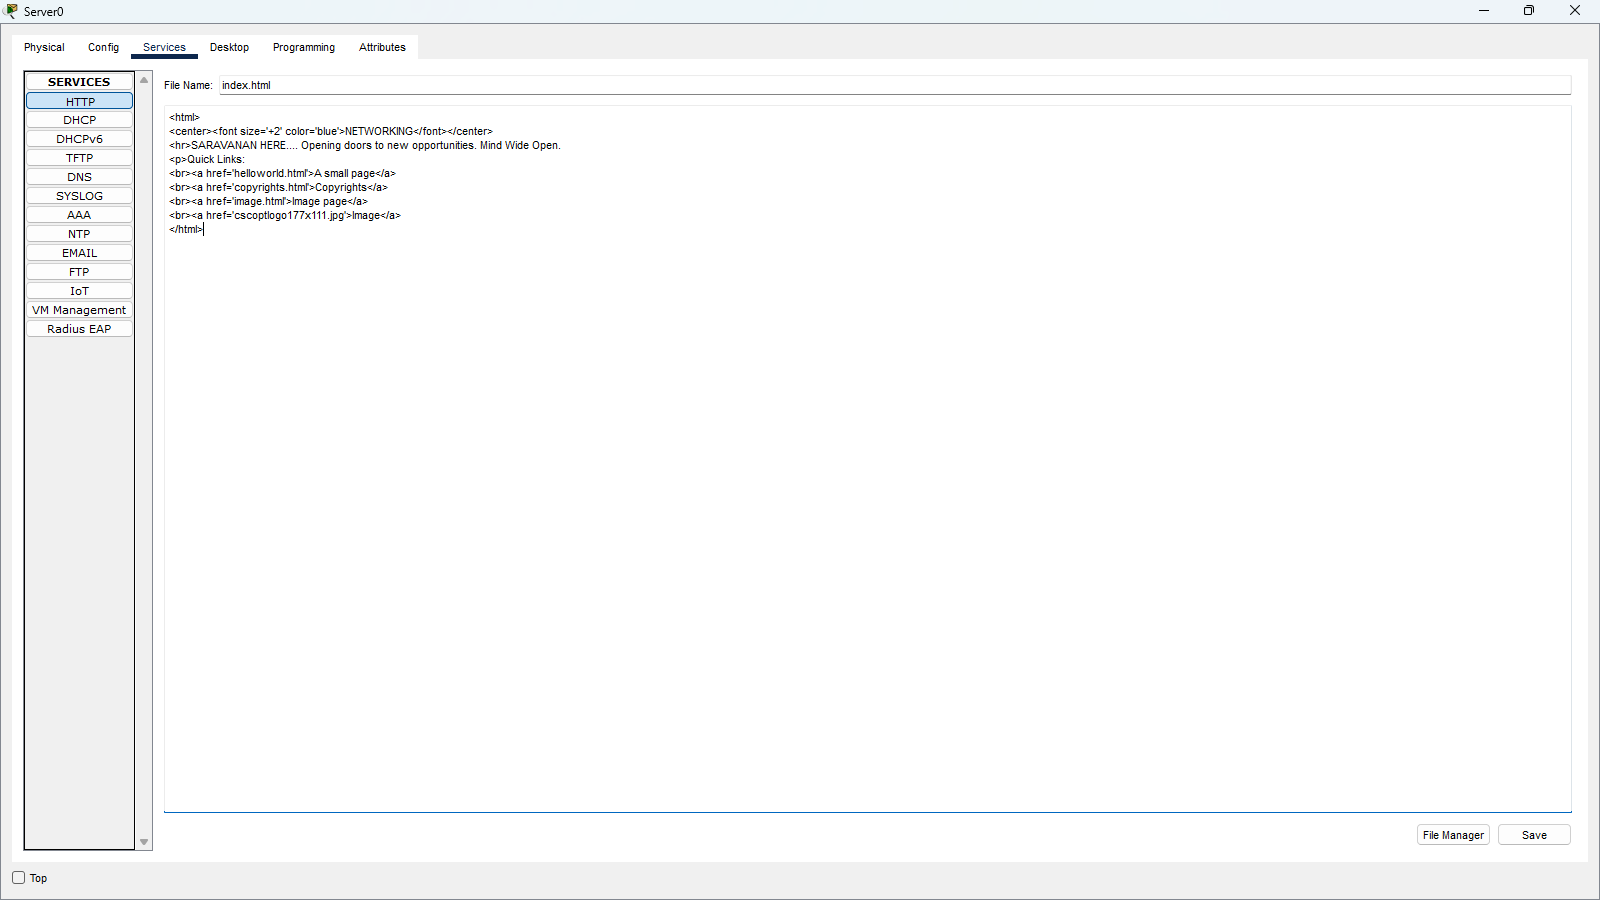 Server0
Physical Config Services Desktop Programming Attributes
SERVICES
HTTP
DHCP
DHCPv6
TFTP
DNS
SYSLOG
AAA
NTP
EMAIL
FTP
IoT
VM Management
Radius EAP
File Name: index.html
<html>
<center><font size='+2' color='blue'>NETWORKING</font></center>
<hr>SARAVANAN HERE.... Opening doors to new opportunities. Mind Wide Open.
<p>Quick Links:
<br><a href='helloworld.html'>A small page</a>
<br><a href='copyrights.html'>Copyrights</a>
<br><a href='image.html'>Image page</a>
<br><a href='cscoptlogo177x111.jpg'>Image</a>
</html>
File Manager Save
Top